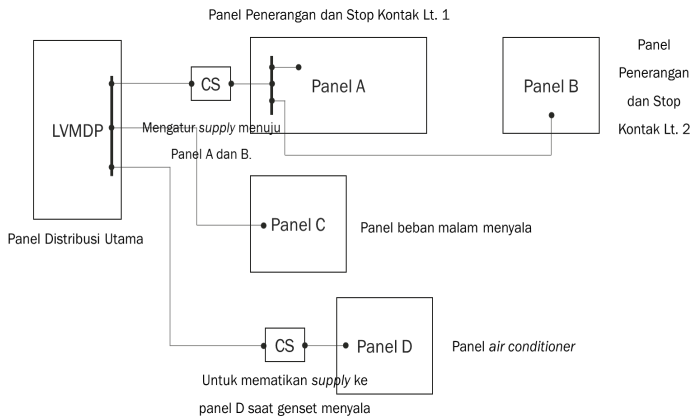 Panel Penerangan dan Stop Kontak Lt. 1
LVMDP
CS
Panel A
Panel B
Panel
Penerangan
dan Stop
Kontak Lt. 2
Mengatur supply menuju
Panel A dan B.
Panel Distribusi Utama
Panel C
Panel beban malam menyala
CS
Panel D
Panel air conditioner
Untuk mematikan supply ke
panel D saat genset menyala